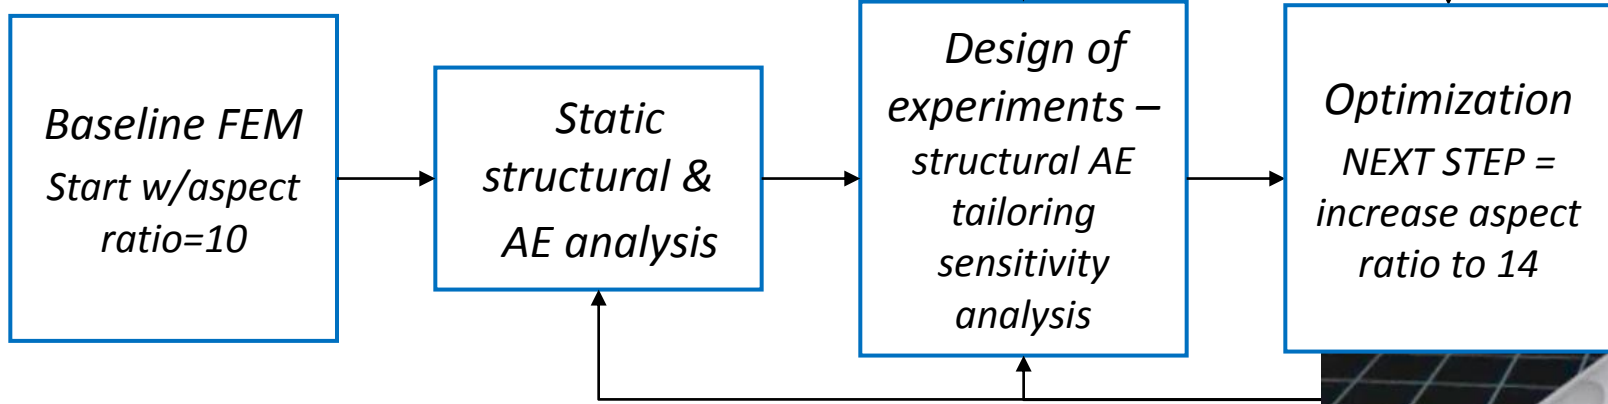 Baseline FEM
Start w/aspect
ratio=10
Static
structural &
AE analysis
Design of
experiments –
structural AE
tailoring
sensitivity
analysis
Optimization
NEXT STEP =
increase aspect
ratio to 14